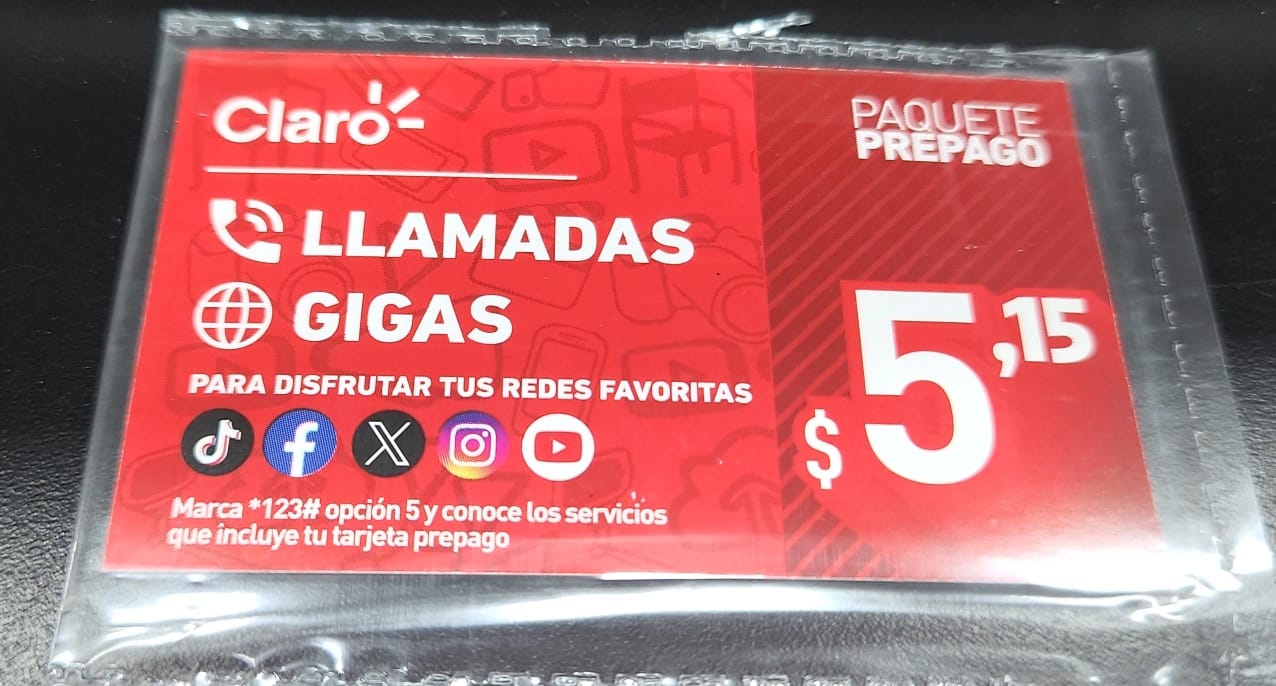 Claro
PAQUETE
PREPAGO
LLAMADAS
GIGAS
PARA DISFRUTAR TUS REDES FAVORITAS
Marca *123# opción 5 y conoce los servicios
que incluye tu tarjeta prepago
$5,15